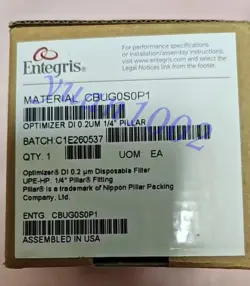 Entegris®
For performance specifications
or installation/assembly instructions,
visit entegris.com and select the
Legal Notices link from the footer.
MATERIAL CBUG0S0P1
OPTIMIZER DI 0.2UM 1/4" PILLAR
BATCH C1E260537
QTY. 1 UOM EA
Optimizer® DI 0.2 µm Disposable Filter
UPE-HP. 1/4" Pillar® Fitting
Pillar® is a trademark of Nippon Pillar Packing
Company, Ltd.
ENTG. CBUG0S0P1
ASSEMBLED IN USA